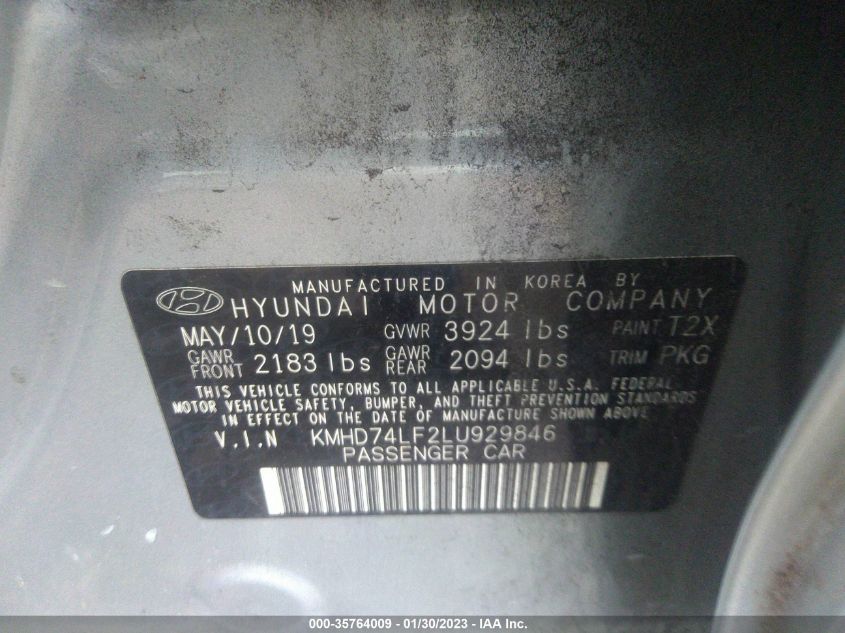 MANUFACTURED IN KOREA BY
HYUNDAI MOTOR COMPANY
MAY/10/19 GVWR 3924 lbs PAINT T2X
GAWR FRONT 2183 lbs GAWR REAR 2094 lbs TRIM PKG
THIS VEHICLE CONFORMS TO ALL APPLICABLE U.S.A. FEDERAL
MOTOR VEHICLE SAFETY, BUMPER, AND THEFT PREVENTION STANDARDS
IN EFFECT ON THE DATE OF MANUFACTURE SHOWN ABOVE.
V.I.N KMHD74LF2LU929846
PASSENGER CAR
000-35764009 - 01/30/2023 - IAA Inc.